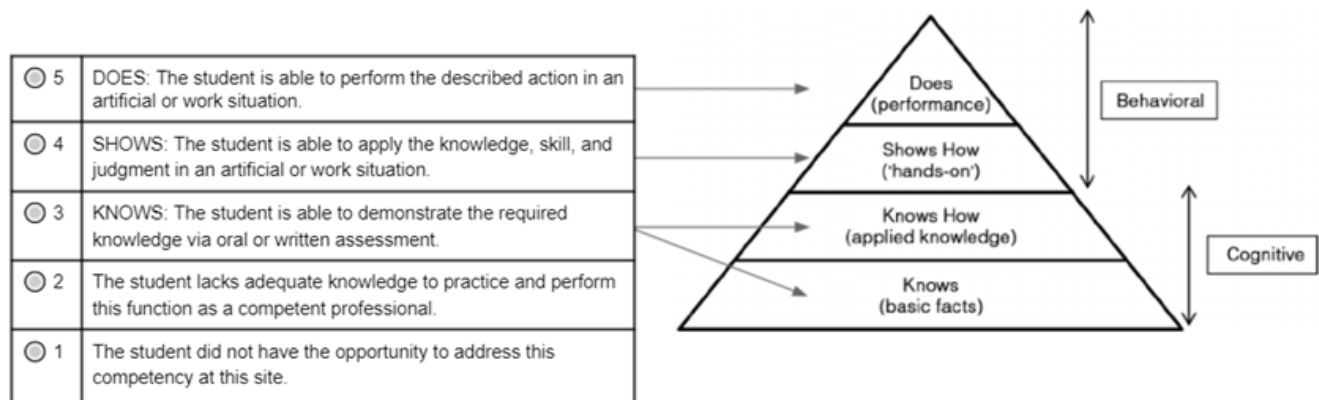 5 DOES: The student is able to perform the described action in an
artificial or work situation.
4 SHOWS: The student is able to apply the knowledge, skill, and
judgment in an artificial or work situation.
3 KNOWS: The student is able to demonstrate the required
knowledge via oral or written assessment.
2 The student lacks adequate knowledge to practice and perform
this function as a competent professional.
1 The student did not have the opportunity to address this
competency at this site.
Does
(performance)
Shows How
('hands-on')
Knows How
(applied knowledge)
Knows
(basic facts)
Behavioral
Cognitive